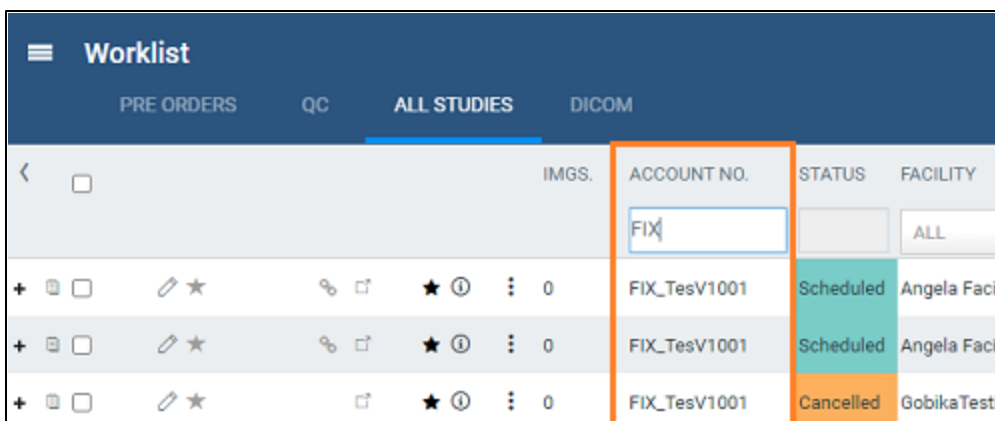 Worklist
PRE ORDERS QC ALL STUDIES DICOM
IMGS. ACCOUNT NO. STATUS FACILITY
FIX ALL
0 FIX_TesV1001 Scheduled Angela Faci
0 FIX_TesV1001 Scheduled Angela Faci
0 FIX_TesV1001 Cancelled GobikaTest